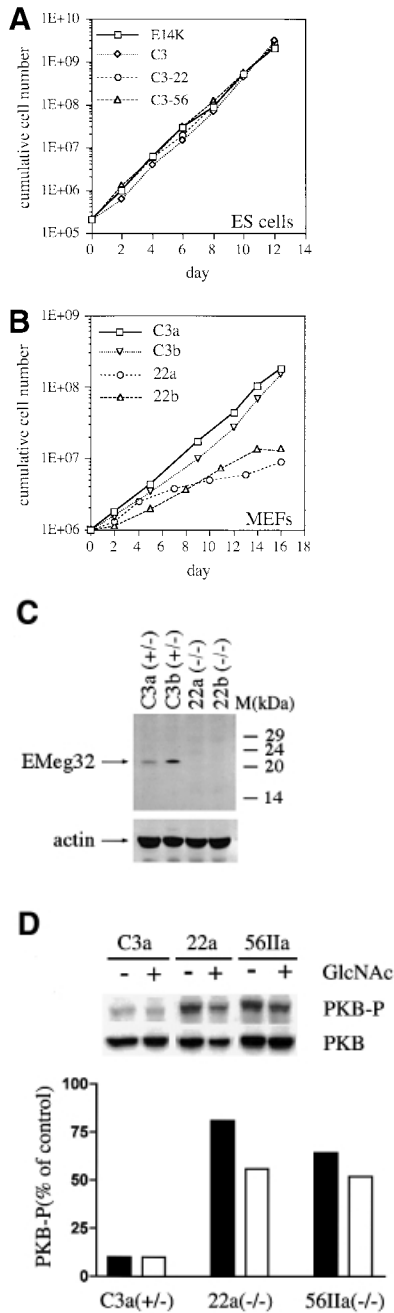 A
1E+10
1E+09
1E+08
1E+07
1E+06
1E+05
cumulative cell number
E14K
C3
C3-22
C3-56
ES cells
0 2 4 6 8 10 12 14
day
B
1E+09
1E+08
1E+07
1E+06
cumulative cell number
C3a
C3b
22a
22b
MEFs
0 2 4 6 8 10 12 14 16 18
day
C
C3a (+/-)
C3b (+/-)
22a (-/-)
22b (-/-)
M(kDa)
EMeg32
29
24
20
14
actin
D
C3a 22a 56IIa
- + - + - + GlcNAc
PKB-P
PKB
100
75
50
25
0
PKB-P(% of control)
C3a(+/-) 22a(-/-) 56IIa(-/-)